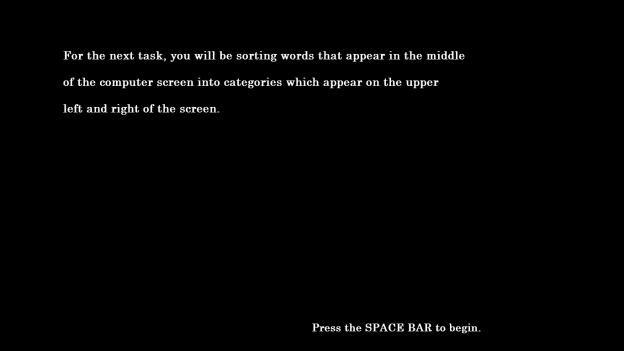 For the next task, you will be sorting words that appear in the middle
of the computer screen into categories which appear on the upper
left and right of the screen.
Press the SPACE BAR to begin.